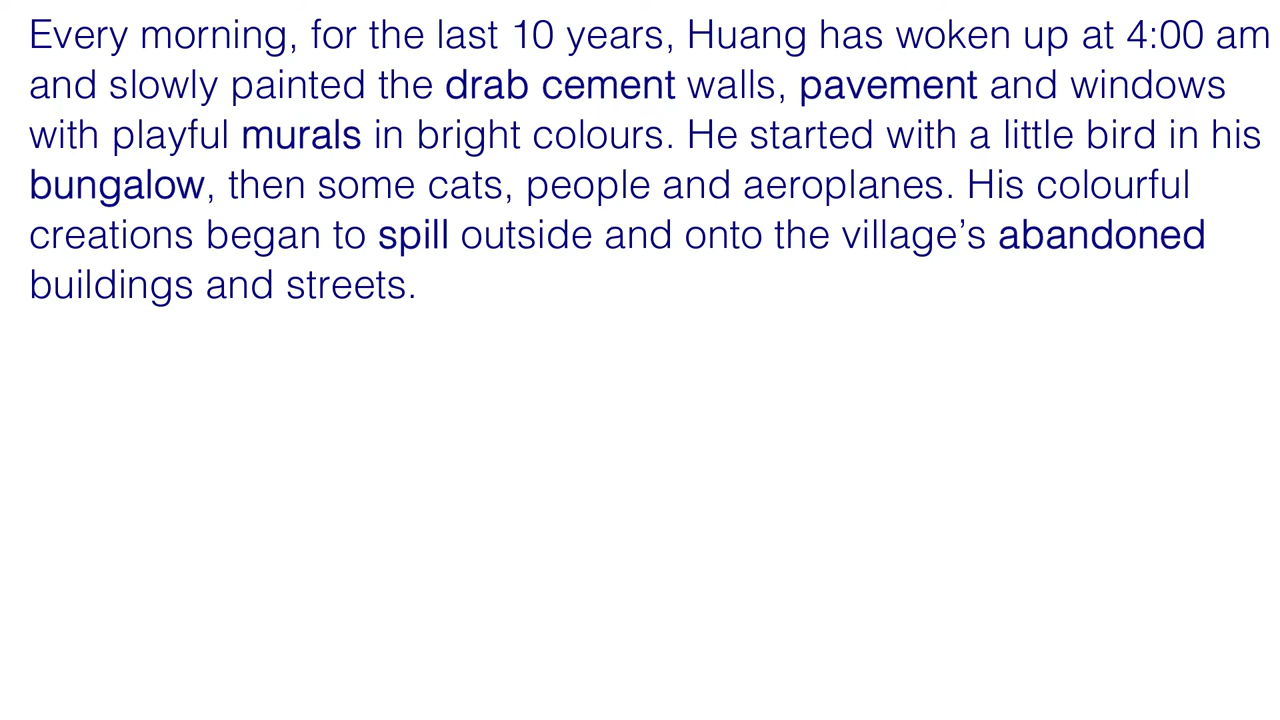 Every morning, for the last 10 years, Huang has woken up at 4:00 am
and slowly painted the drab cement walls, pavement and windows
with playful murals in bright colours. He started with a little bird in his
bungalow, then some cats, people and aeroplanes. His colourful
creations began to spill outside and onto the village’s abandoned
buildings and streets.